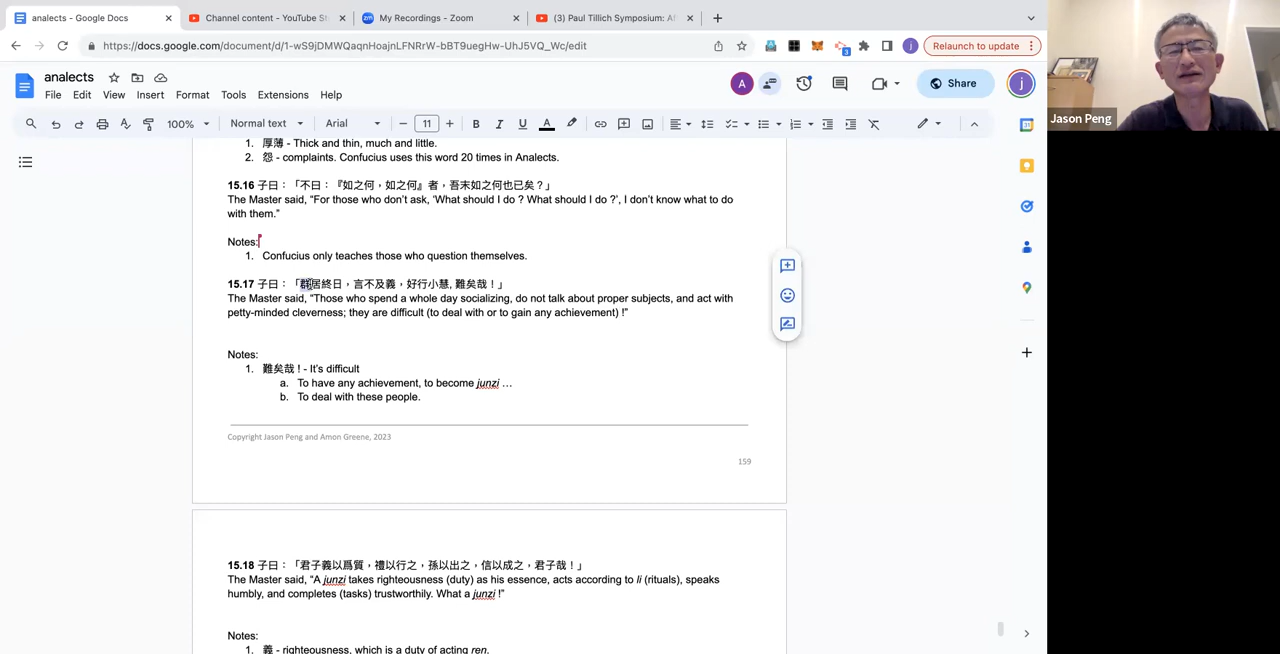 analects - Google Docs
Channel content - YouTube St
My Recordings - Zoom
(3) Paul Tillich Symposium: Af
https://docs.google.com/document/d/1-wS9jDMWQaqnHoajnLFNRrW-bBT9uegHw-UhJ5VQ_Wc/edit
3
j
Relaunch to update
analects
File Edit View Insert Format Tools Extensions Help
A
Share
j
100%
Normal text
Arial
11
B I U A
1. 厚薄 - Thick and thin, much and little.
2. 怨 - complaints. Confucius uses this word 20 times in Analects.
15.16 子曰：「不曰：『如之何，如之何』者，吾末如之何也已矣？」
The Master said, “For those who don’t ask, ‘What should I do ? What should I do ?’, I don’t know what to do
with them.”
Notes:
1. Confucius only teaches those who question themselves.
15.17 子曰：「群居終日，言不及義，好行小慧, 難矣哉！」
The Master said, “Those who spend a whole day socializing, do not talk about proper subjects, and act with
petty-minded cleverness; they are difficult (to deal with or to gain any achievement) !”
Notes:
1. 難矣哉！- It’s difficult
a. To have any achievement, to become junzi …
b. To deal with these people.
Copyright Jason Peng and Amon Greene, 2023
159
15.18 子曰：「君子義以爲質，禮以行之，孫以出之，信以成之，君子哉！」
The Master said, “A junzi takes righteousness (duty) as his essence, acts according to li (rituals), speaks
humbly, and completes (tasks) trustworthily. What a junzi !”
Notes:
1. 義 - righteousness, which is a duty of acting ren.
Jason Peng